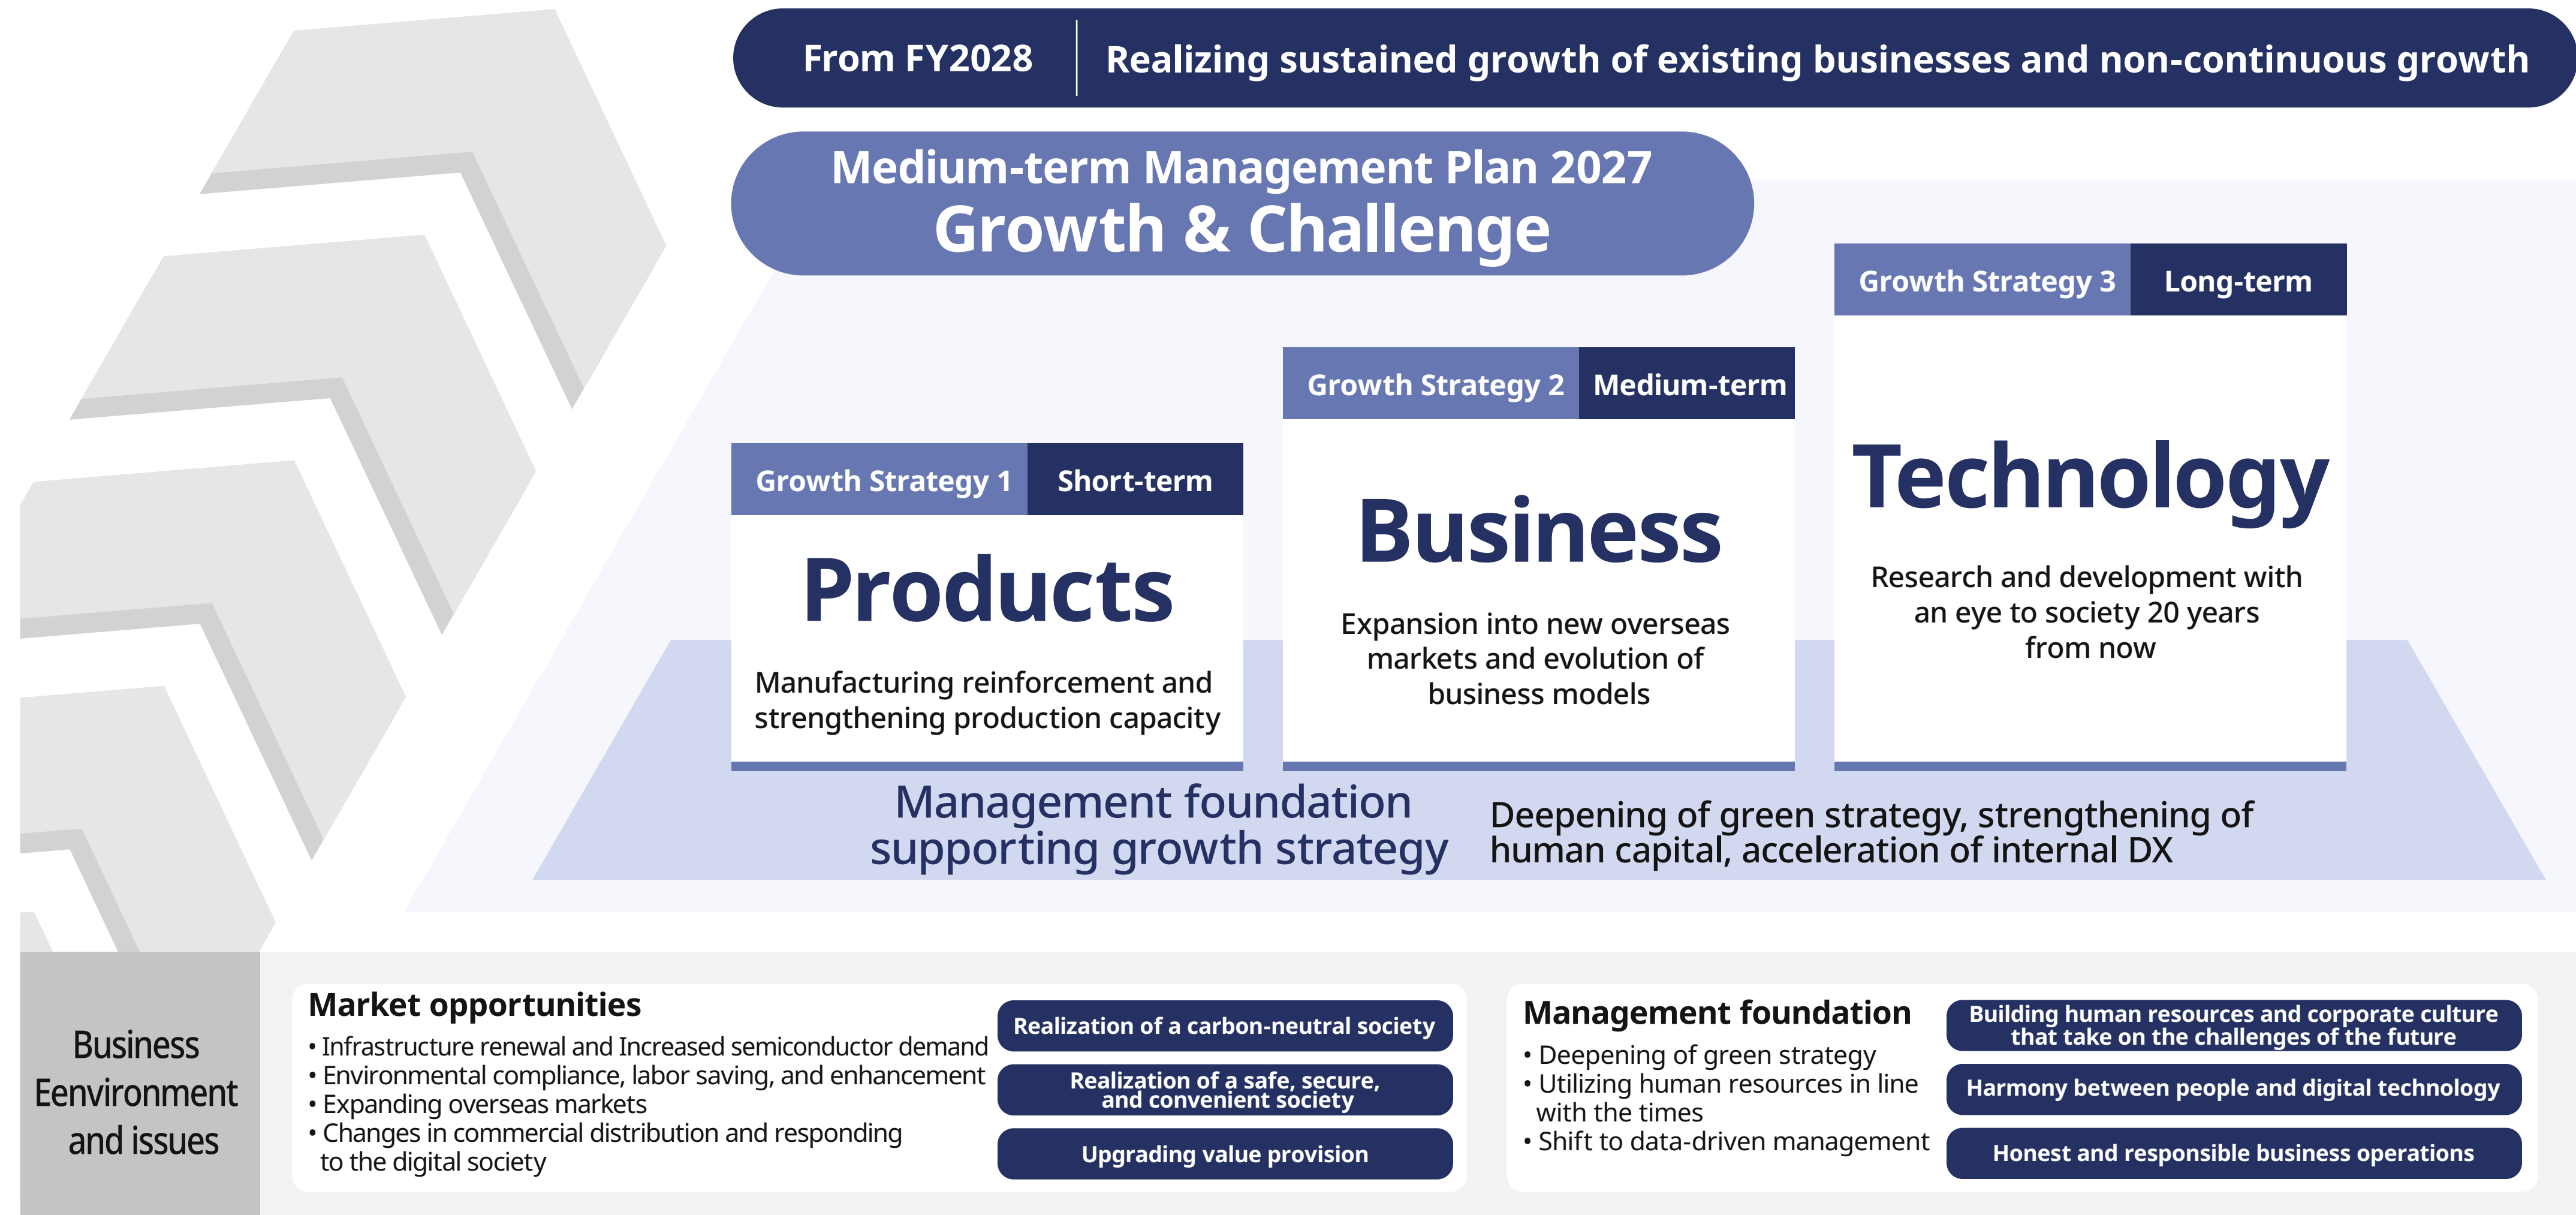 From FY2028
Realizing sustained growth of existing businesses and non-continuous growth
Medium-term Management Plan 2027
Growth & Challenge
Growth Strategy 1
Short-term
Products
Manufacturing reinforcement and
strengthening production capacity
Growth Strategy 2
Medium-term
Business
Expansion into new overseas
markets and evolution of
business models
Growth Strategy 3
Long-term
Technology
Research and development with
an eye to society 20 years
from now
Management foundation
supporting growth strategy
Deepening of green strategy, strengthening of
human capital, acceleration of internal DX
Business
Eenvironment
and issues
Market opportunities
• Infrastructure renewal and Increased semiconductor demand
• Environmental compliance, labor saving, and enhancement
• Expanding overseas markets
• Changes in commercial distribution and responding
to the digital society
Realization of a carbon-neutral society
Realization of a safe, secure,
and convenient society
Upgrading value provision
Management foundation
• Deepening of green strategy
• Utilizing human resources in line
with the times
• Shift to data-driven management
Building human resources and corporate culture
that take on the challenges of the future
Harmony between people and digital technology
Honest and responsible business operations